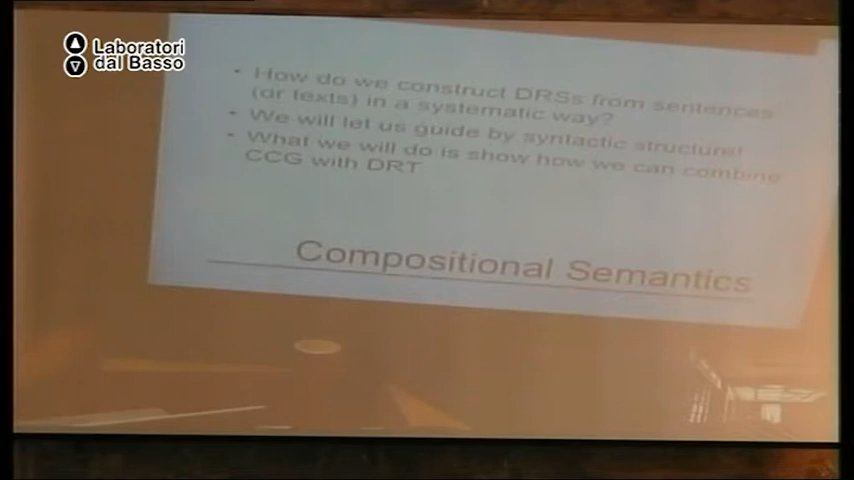 Laboratori
dal Basso
• How do we construct DRSs from sentences
(or texts) in a systematic way?
• We will let us guide by syntactic structure!
• What we will do is show how we can combine
CCG with DRT
Compositional Semantics